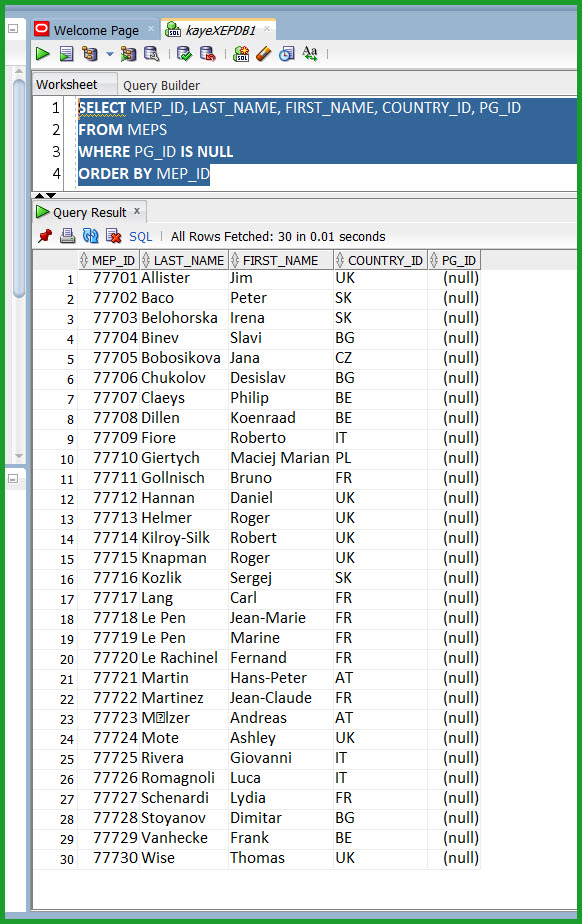 Welcome Page kayeXEPDB1
Worksheet Query Builder
1 SELECT MEP_ID, LAST_NAME, FIRST_NAME, COUNTRY_ID, PG_ID
2 FROM MEPS
3 WHERE PG_ID IS NULL
4 ORDER BY MEP_ID
Query Result x
SQL | All Rows Fetched: 30 in 0.01 seconds
MEP_ID LAST_NAME FIRST_NAME COUNTRY_ID PG_ID
1 77701 Allister Jim UK (null)
2 77702 Baco Peter SK (null)
3 77703 Belohorska Irena SK (null)
4 77704 Binev Slavi BG (null)
5 77705 Bobosikova Jana CZ (null)
6 77706 Chukolov Desislav BG (null)
7 77707 Claeys Philip BE (null)
8 77708 Dillen Koenraad BE (null)
9 77709 Fiore Roberto IT (null)
10 77710 Giertych Maciej Marian PL (null)
11 77711 Gollnisch Bruno FR (null)
12 77712 Hannan Daniel UK (null)
13 77713 Helmer Roger UK (null)
14 77714 Kilroy-Silk Robert UK (null)
15 77715 Knapman Roger UK (null)
16 77716 Kozlik Sergej SK (null)
17 77717 Lang Carl FR (null)
18 77718 Le Pen Jean-Marie FR (null)
19 77719 Le Pen Marine FR (null)
20 77720 Le Rachinel Fernand FR (null)
21 77721 Martin Hans-Peter AT (null)
22 77722 Martinez Jean-Claude FR (null)
23 77723 M�lzer Andreas AT (null)
24 77724 Mote Ashley UK (null)
25 77725 Rivera Giovanni IT (null)
26 77726 Romagnoli Luca IT (null)
27 77727 Schenardi Lydia FR (null)
28 77728 Stoyanov Dimitar BG (null)
29 77729 Vanhecke Frank BE (null)
30 77730 Wise Thomas UK (null)